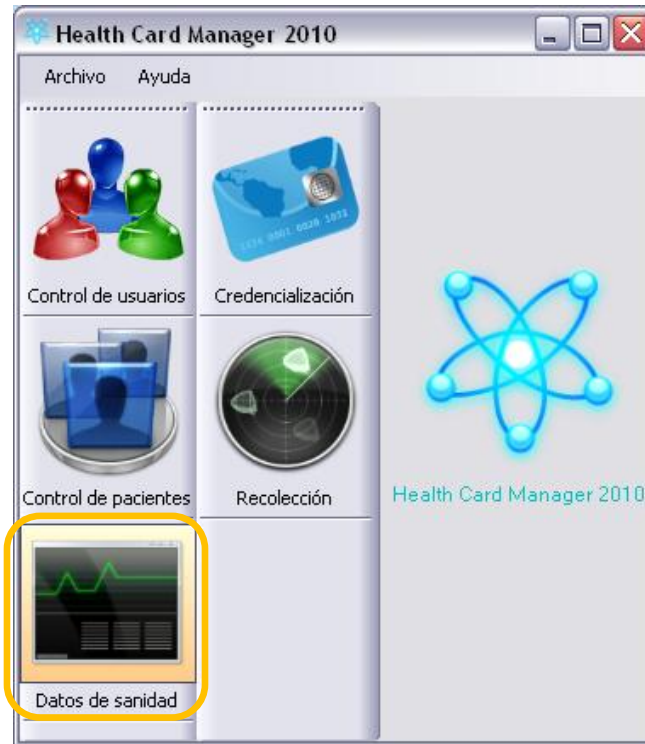 Health Card Manager 2010
Archivo Ayuda
Control de usuarios
Credencialización
Control de pacientes
Recolección
Health Card Manager 2010
Datos de sanidad